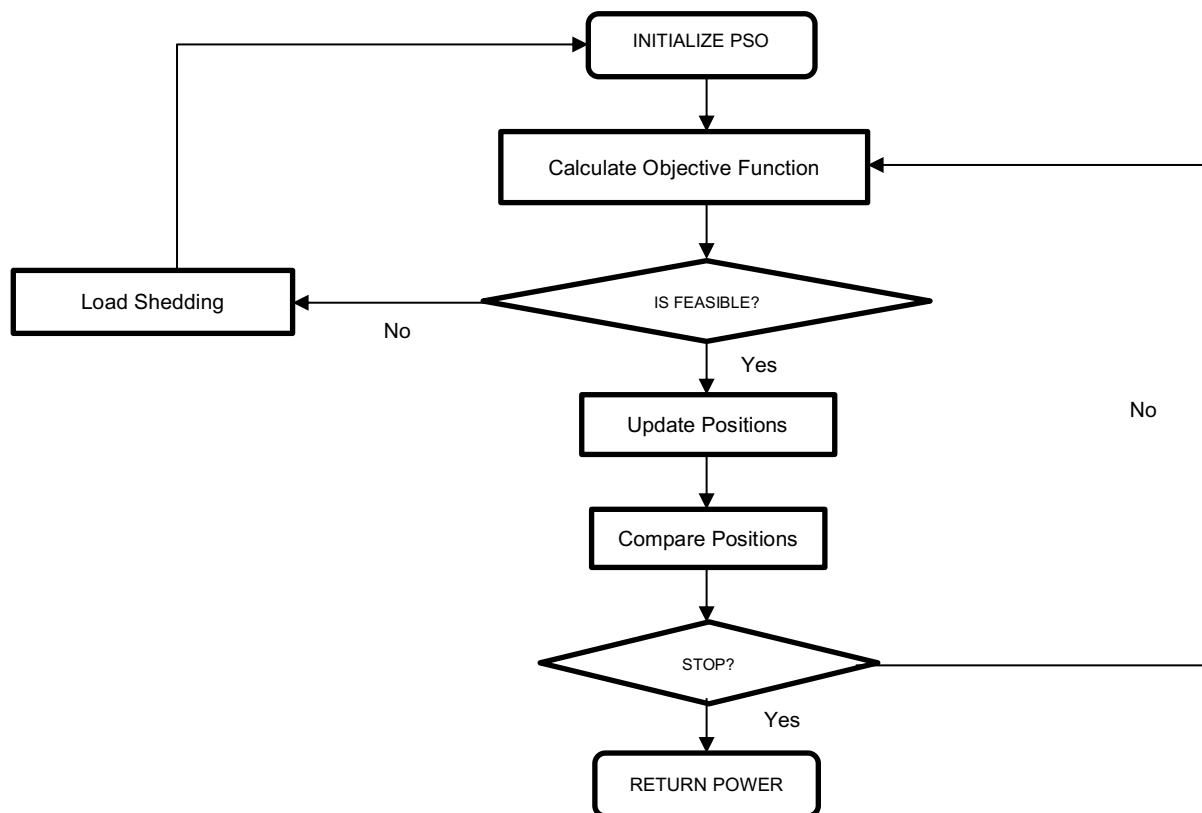 INITIALIZE PSO
Calculate Objective Function
Load Shedding
IS FEASIBLE?
No
Yes
Update Positions
No
Compare Positions
STOP?
Yes
RETURN POWER